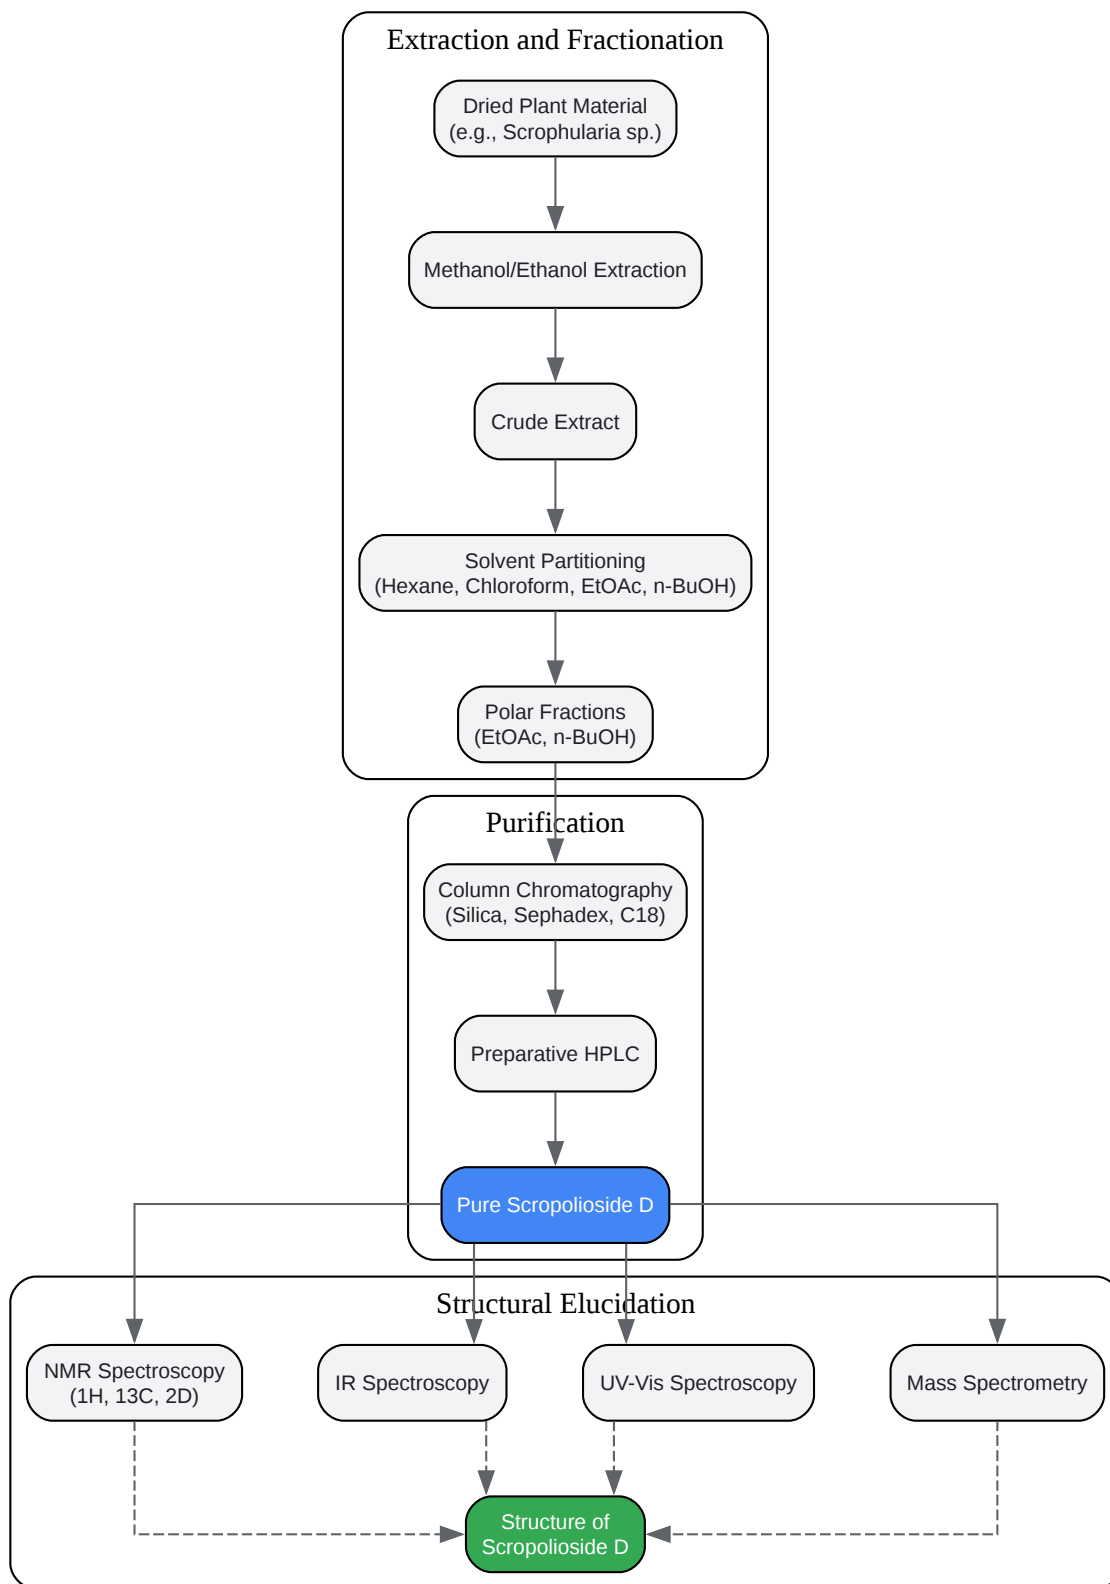 Extraction and Fractionation
Dried Plant Material
(e.g., Scrophularia sp.)
Methanol/Ethanol Extraction
Crude Extract
Solvent Partitioning
(Hexane, Chloroform, EtOAc, n-BuOH)
Polar Fractions
(EtOAc, n-BuOH)
Purification
Column Chromatography
(Silica, Sephadex, C18)
Preparative HPLC
Pure Scropolioside D
Structural Elucidation
NMR Spectroscopy
(1H, 13C, 2D)
IR Spectroscopy
UV-Vis Spectroscopy
Mass Spectrometry
Structure of
Scropolioside D